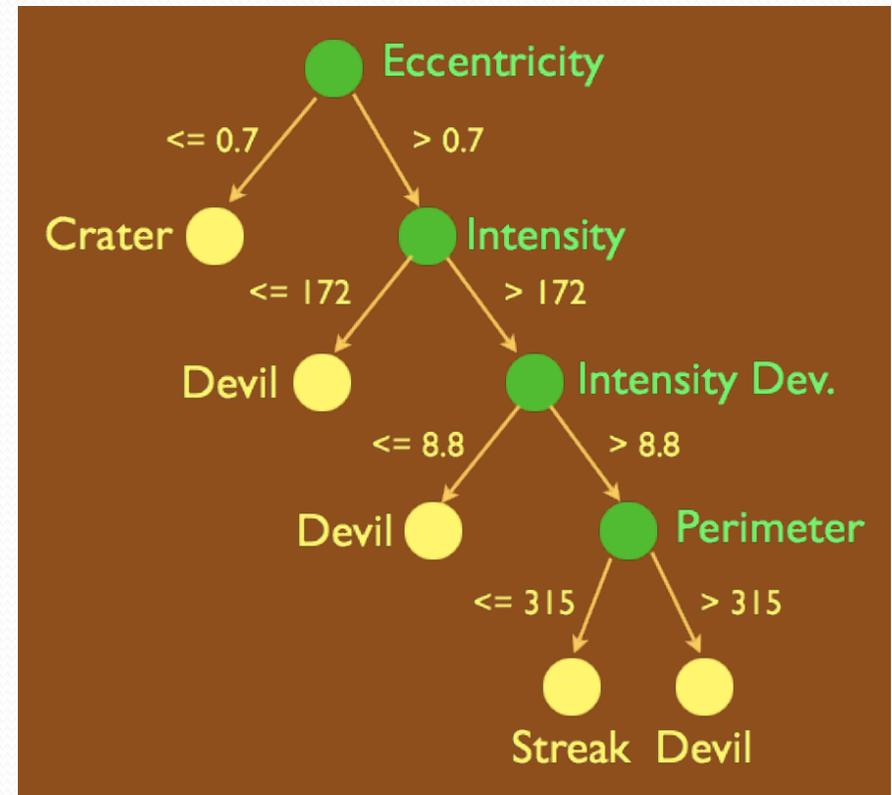 Eccentricity
<= 0.7
> 0.7
Crater
Intensity
<= 172
> 172
Devil
Intensity Dev.
<= 8.8
> 8.8
Devil
Perimeter
<= 315
> 315
Streak
Devil